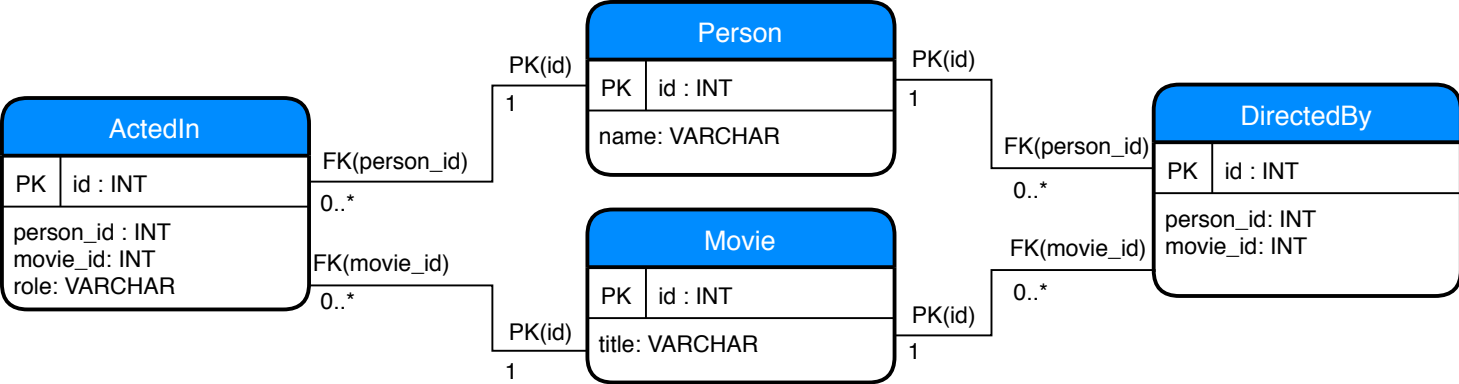 Person
PK(id)
PK id : INT
1
name: VARCHAR
PK(id)
1
ActedIn
PK id : INT
person_id : INT
movie_id: INT
role: VARCHAR
FK(person_id)
0..*
FK(movie_id)
0..*
DirectedBy
PK id : INT
person_id: INT
movie_id: INT
FK(person_id)
0..*
FK(movie_id)
0..*
Movie
PK id : INT
title: VARCHAR
PK(id)
1
PK(id)
1